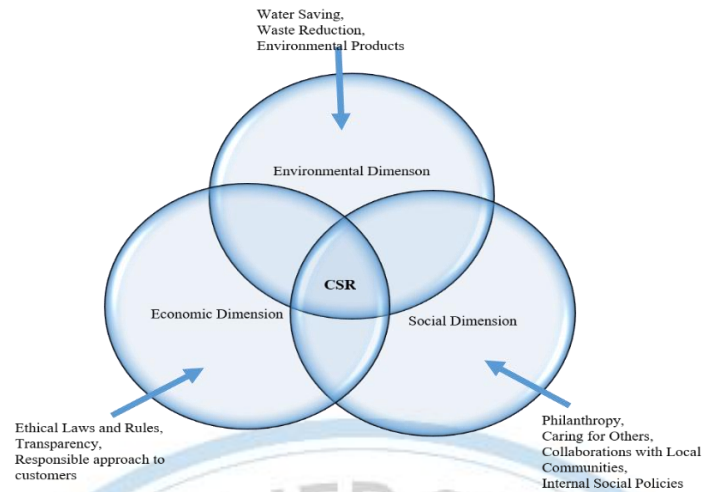 Water Saving,
Waste Reduction,
Environmental Products
Environmental Dimenson
CSR
Economic Dimension
Social Dimension
Ethical Laws and Rules,
Transparency,
Responsible approach to
customers
Philanthropy,
Caring for Others,
Collaborations with Local
Communities,
Internal Social Policies